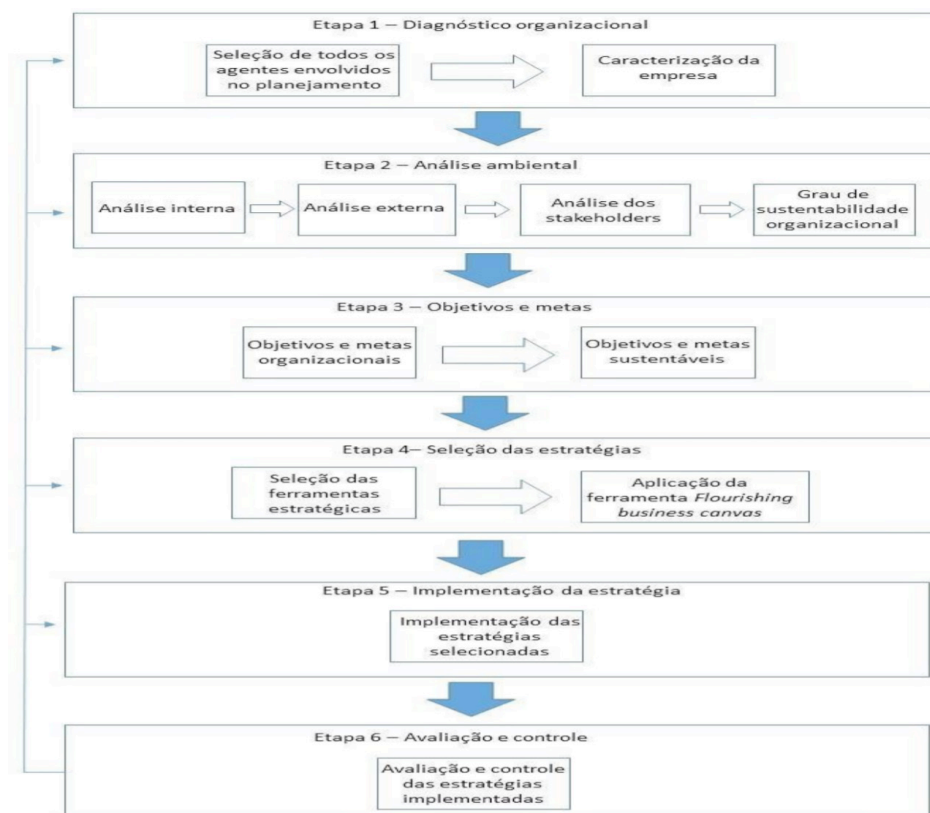 Etapa 1 – Diagnóstico organizacional
Seleção de todos os
agentes envolvidos
no planejamento
Caracterização da
empresa
Etapa 2 – Análise ambiental
Análise interna
Análise externa
Análise dos
stakeholders
Grau de
sustentabilidade
organizacional
Etapa 3 – Objetivos e metas
Objetivos e metas
organizacionais
Objetivos e metas
sustentáveis
Etapa 4– Seleção das estratégias
Seleção das
ferramentas
estratégicas
Aplicação da
ferramenta Flourishing
business canvas
Etapa 5 – Implementação da estratégia
Implementação das
estratégias
selecionadas
Etapa 6 – Avaliação e controle
Avaliação e controle
das estratégias
implementadas